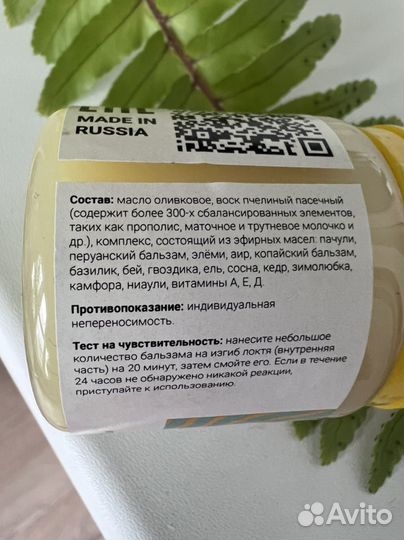 EAC
MADE IN
RUSSIA
Состав: масло оливковое, воск пчелиный пасечный
(содержит более 300-х сбалансированных элементов,
таких как прополис, маточное и трутневое молочко и
др.), комплекс, состоящий из эфирных масел: пачули,
перуанский бальзам, элёми, аир, копайский бальзам,
базилик, бей, гвоздика, ель, сосна, кедр, зимолюбка,
камфора, ниаули, витамины А, Е, Д.
Противопоказание: индивидуальная
непереносимость.
Тест на чувствительность: нанесите небольшое
количество бальзама на изгиб локтя (внутренняя
часть) на 20 минут, затем смойте его. Если в течение
24 часов не обнаружено никакой реакции,
приступайте к использованию.
Avito